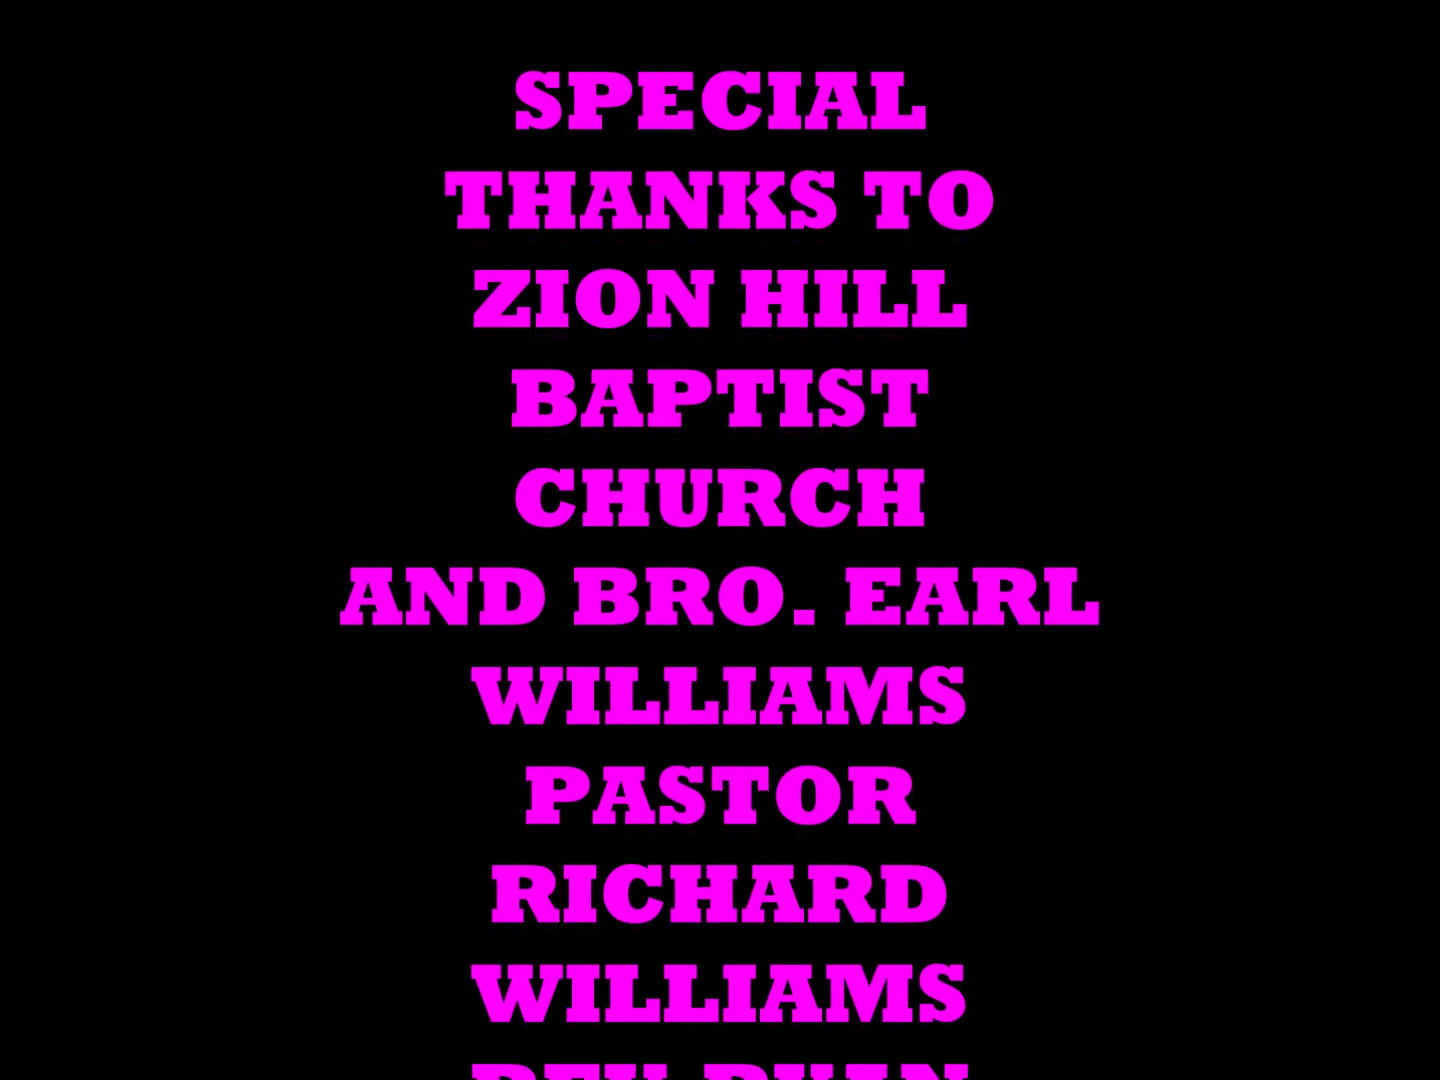 SPECIAL
THANKS TO
ZION HILL
BAPTIST
CHURCH
AND BRO. EARL
WILLIAMS
PASTOR
RICHARD
WILLIAMS